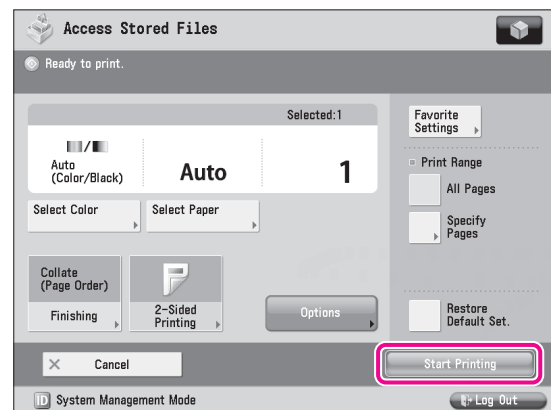 Access Stored Files
Ready to print.
Selected:1
Auto
(Color/Black)
Auto
1
Select Color
Select Paper
Collate
(Page Order)
Finishing
2-Sided
Printing
Options
Favorite
Settings
Print Range
All Pages
Specify
Pages
Restore
Default Set.
Cancel
Start Printing
ID System Management Mode
Log Out